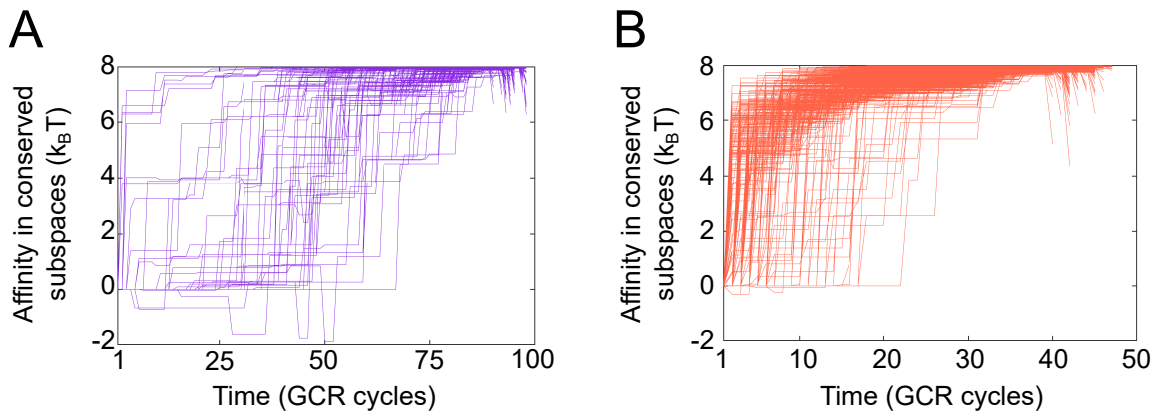 A
Affinity in conserved
subspaces (kBT)
8
6
4
2
0
-2
1
25
50
75
100
Time (GCR cycles)
B
Affinity in conserved
subspaces (kBT)
8
6
4
2
0
-2
1
10
20
30
40
50
Time (GCR cycles)